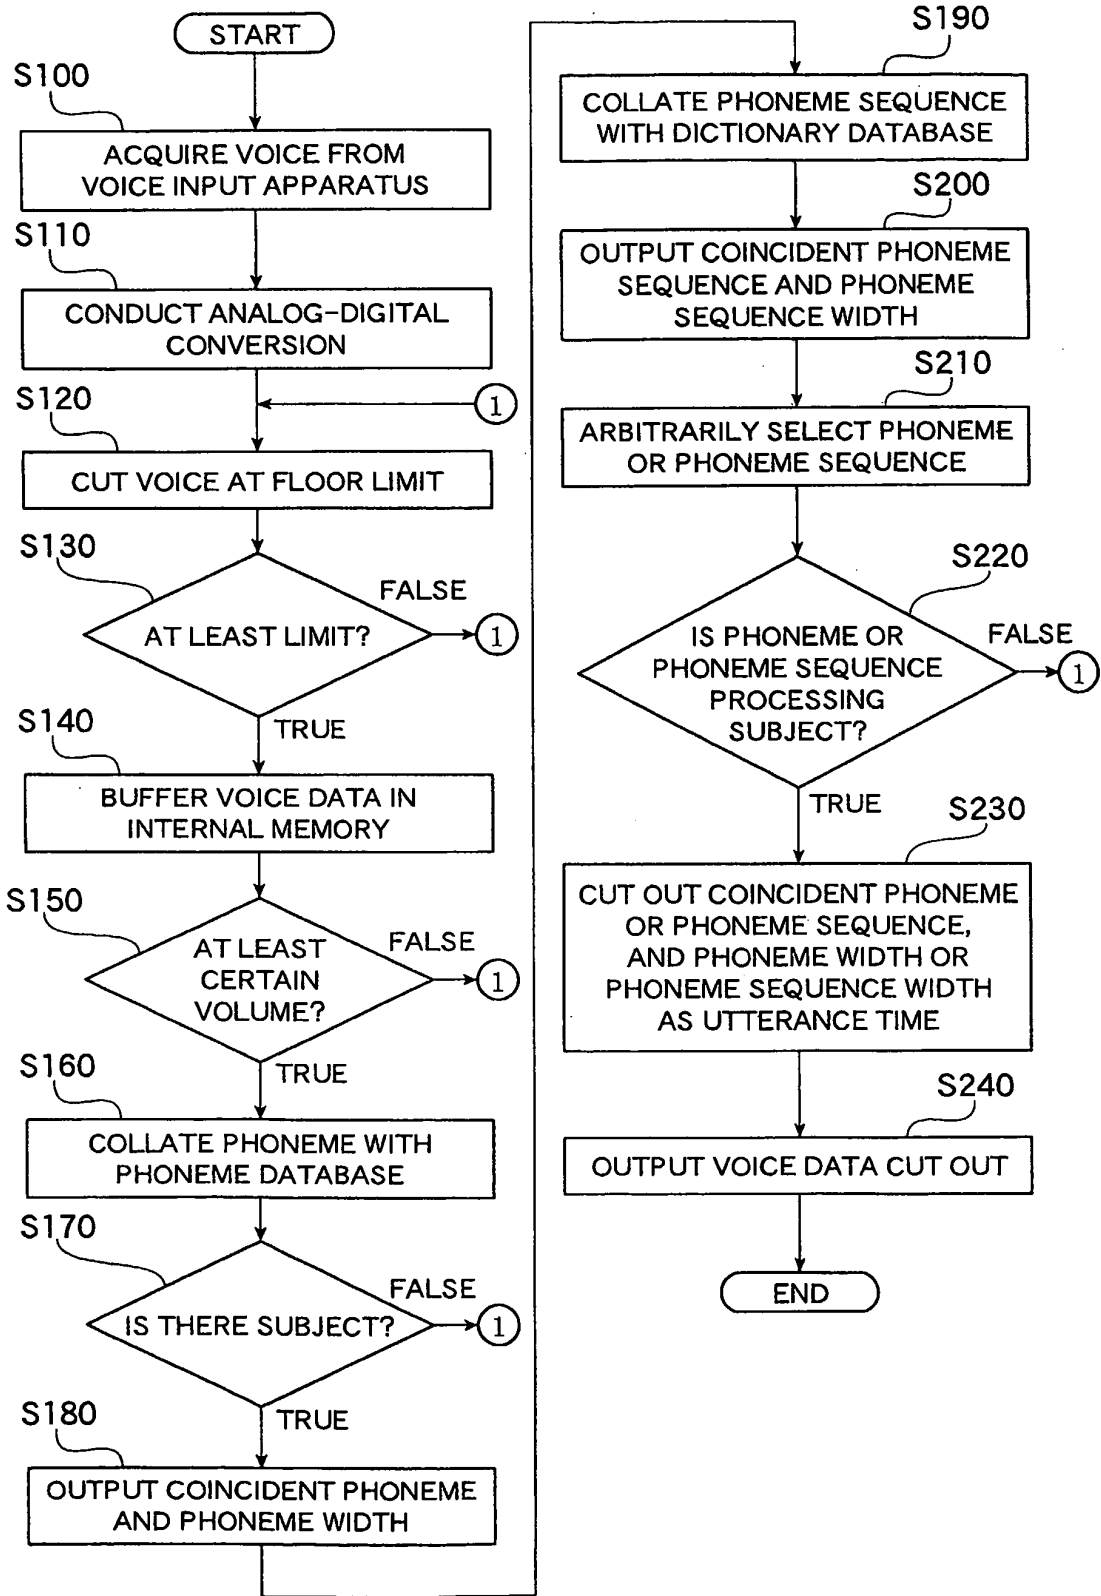 START
S100
ACQUIRE VOICE FROM
VOICE INPUT APPARATUS
S110
CONDUCT ANALOG-DIGITAL
CONVERSION
1
S120
CUT VOICE AT FLOOR LIMIT
S130
AT LEAST LIMIT?
FALSE
1
TRUE
S140
BUFFER VOICE DATA IN
INTERNAL MEMORY
S150
AT LEAST
CERTAIN
VOLUME?
FALSE
1
TRUE
S160
COLLATE PHONEME WITH
PHONEME DATABASE
S170
IS THERE SUBJECT?
FALSE
1
TRUE
S180
OUTPUT COINCIDENT PHONEME
AND PHONEME WIDTH
S190
COLLATE PHONEME SEQUENCE
WITH DICTIONARY DATABASE
S200
OUTPUT COINCIDENT PHONEME
SEQUENCE AND PHONEME
SEQUENCE WIDTH
S210
ARBITRARILY SELECT PHONEME
OR PHONEME SEQUENCE
S220
IS PHONEME OR
PHONEME SEQUENCE
PROCESSING
SUBJECT?
FALSE
1
TRUE
S230
CUT OUT COINCIDENT PHONEME
OR PHONEME SEQUENCE,
AND PHONEME WIDTH OR
PHONEME SEQUENCE WIDTH
AS UTTERANCE TIME
S240
OUTPUT VOICE DATA CUT OUT
END